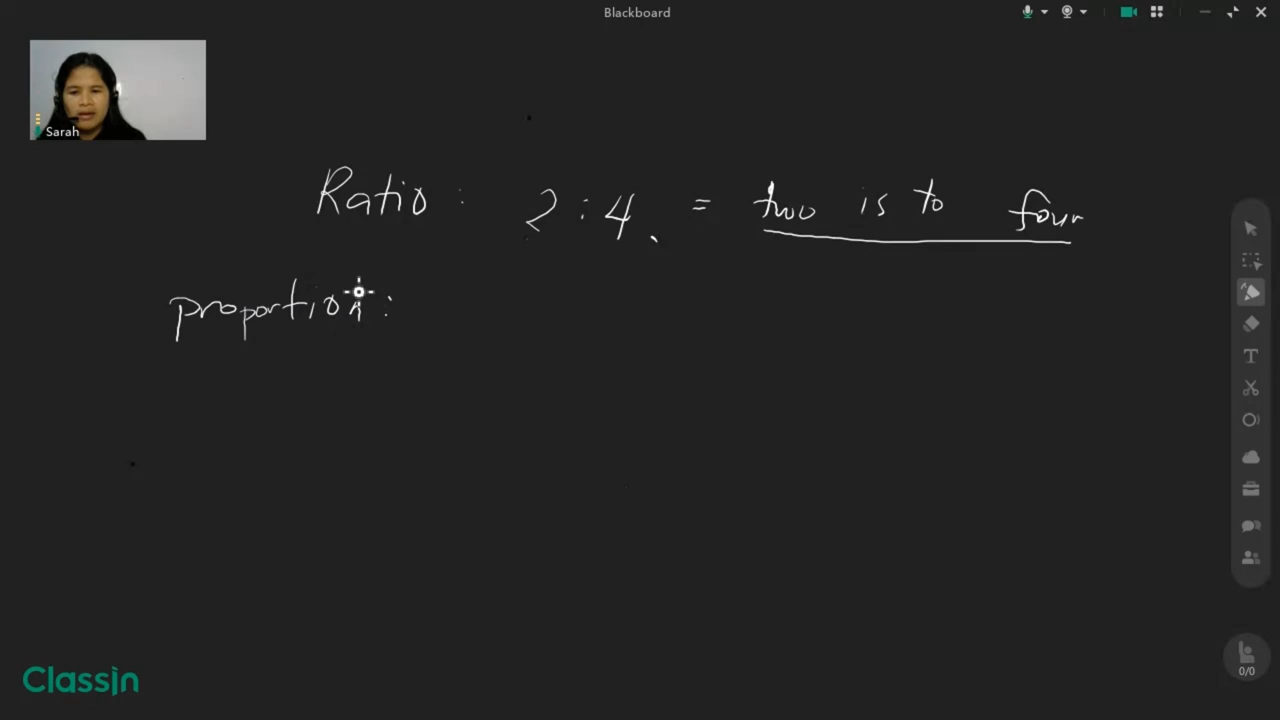 Blackboard
Sarah
Ratio : 2 : 4 = two is to four
proportion :
T
0/0
ClassIn